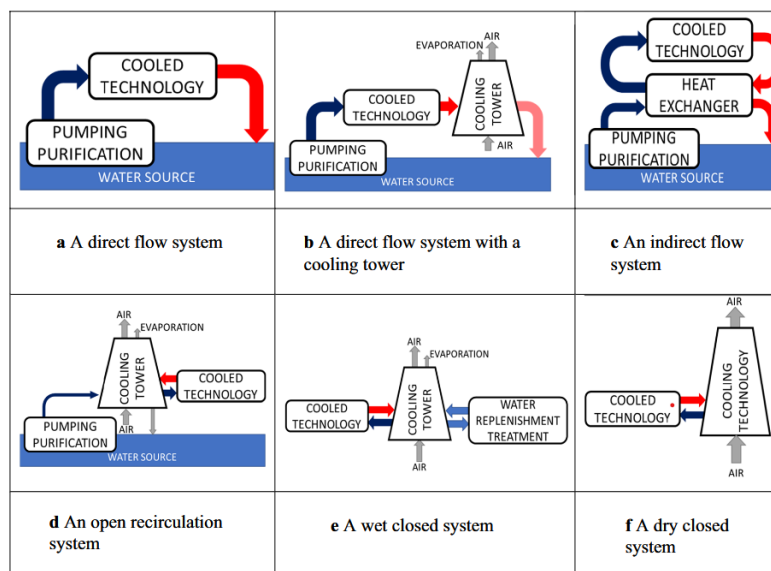 COOLED
TECHNOLOGY
PUMPING
PURIFICATION
WATER SOURCE
AIR
EVAPORATION
COOLED
TECHNOLOGY
COOLING
TOWER
PUMPING
PURIFICATION
AIR
WATER SOURCE
COOLED
TECHNOLOGY
HEAT
EXCHANGER
PUMPING
PURIFICATION
WATER SOURCE
a A direct flow system
b A direct flow system with a
cooling tower
c An indirect flow
system
AIR
EVAPORATION
COOLING
TOWER
COOLED
TECHNOLOGY
PUMPING
PURIFICATION
AIR
WATER SOURCE
AIR
EVAPORATION
COOLED
TECHNOLOGY
COOLING
TOWER
WATER
REPLENISHMENT
TREATMENT
AIR
AIR
COOLED
TECHNOLOGY
COOLING
TECHNOLOGY
AIR
d An open recirculation
system
e A wet closed system
f A dry closed
system